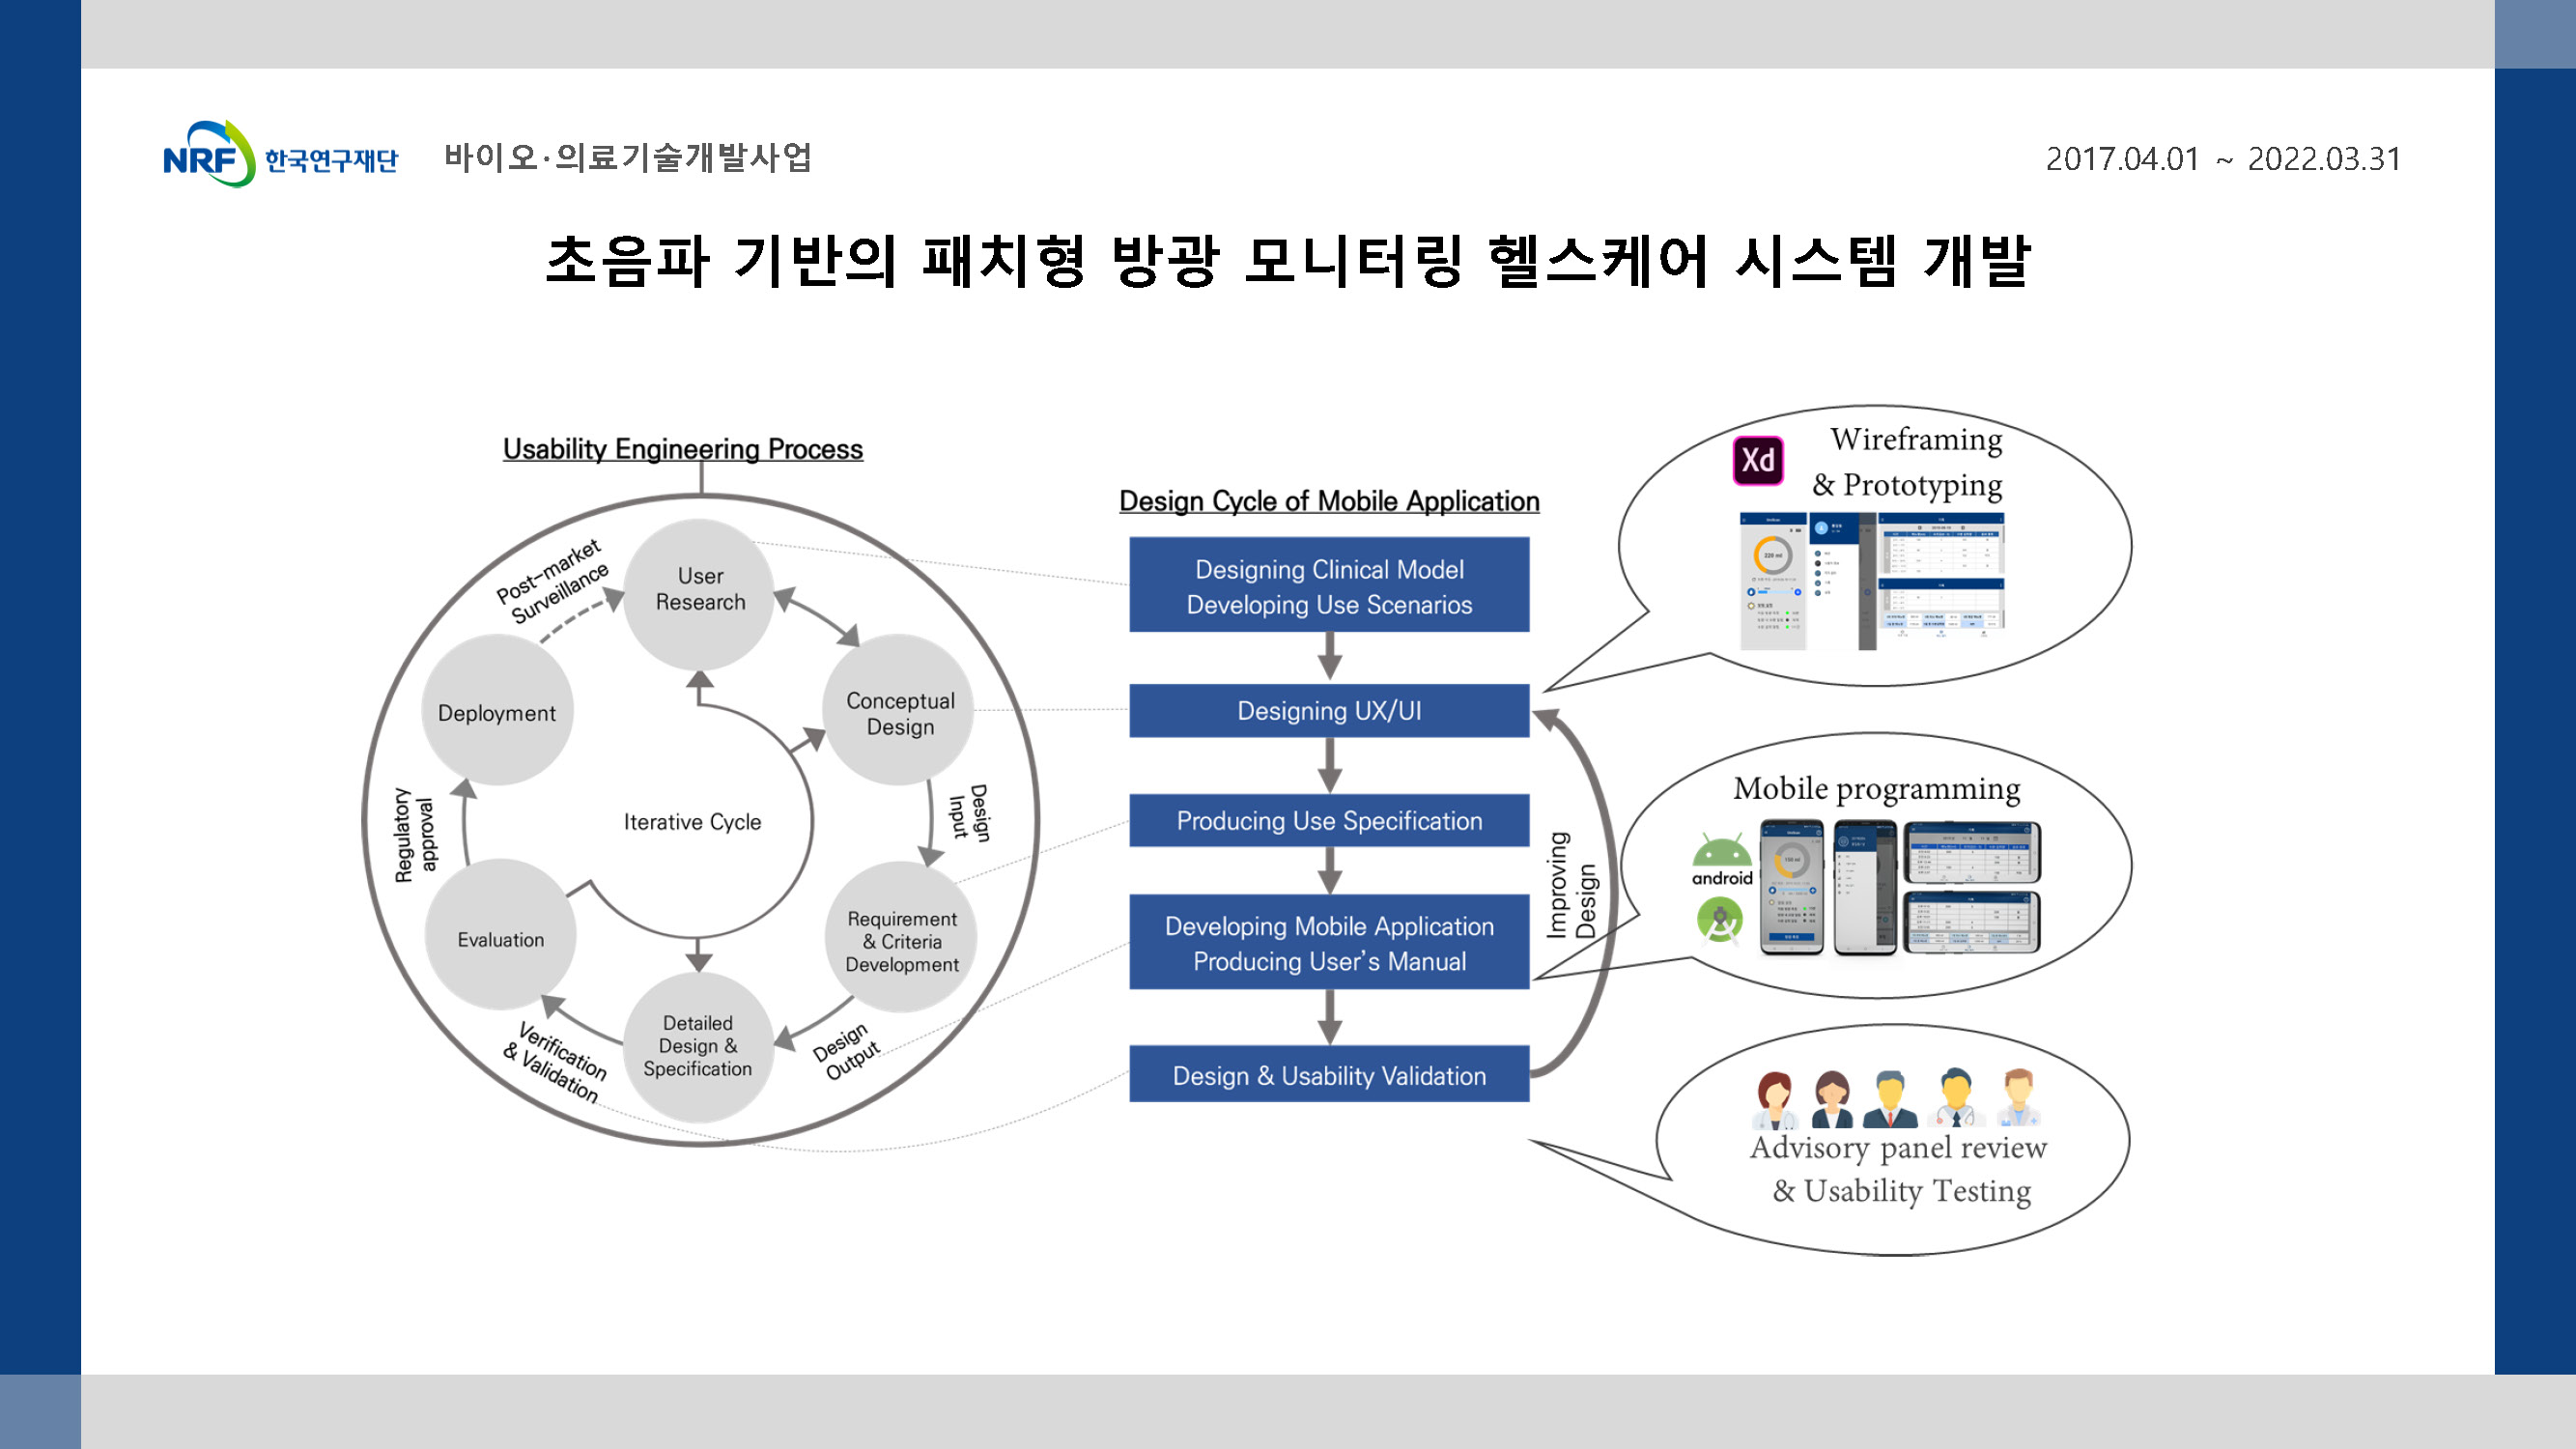 NRF 한국연구재단
바이오·의료기술개발사업
2017.04.01 ~ 2022.03.31
초음파 기반의 패치형 방광 모니터링 헬스케어 시스템 개발
Usability Engineering Process
Post-market
Surveillance
User
Research
Conceptual
Design
Design
Input
Requirement
& Criteria
Development
Design
Output
Detailed
Design &
Specification
Verification
& Validation
Evaluation
Regulatory
approval
Deployment
Iterative Cycle
Design Cycle of Mobile Application
Designing Clinical Model
Developing Use Scenarios
Designing UX/UI
Producing Use Specification
Developing Mobile Application
Producing User's Manual
Design & Usability Validation
Improving
Design
Xd
Wireframing
& Prototyping
220 ml
Mobile programming
android
150 ml
Advisory panel review
& Usability Testing